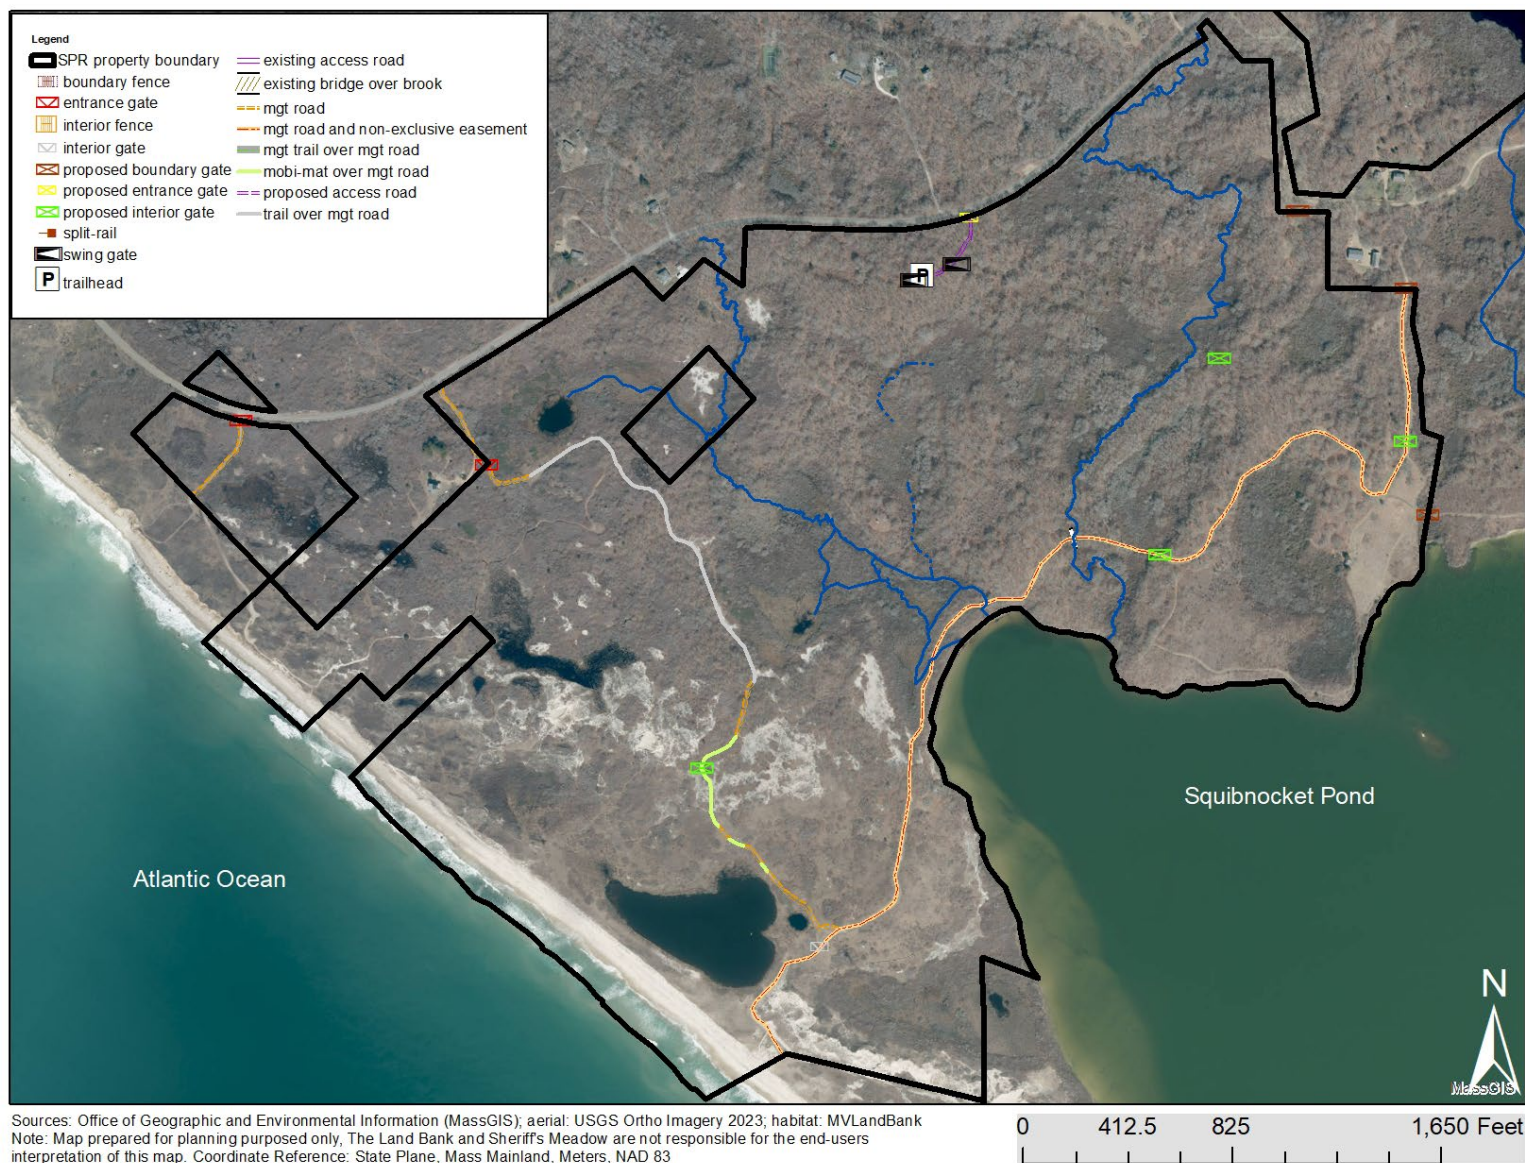 Legend
SPR property boundary
boundary fence
entrance gate
interior fence
interior gate
proposed boundary gate
proposed entrance gate
proposed interior gate
split-rail
swing gate
P trailhead
existing access road
existing bridge over brook
mgt road
mgt road and non-exclusive easement
mgt trail over mgt road
mobi-mat over mgt road
proposed access road
trail over mgt road
P
Squibnocket Pond
Atlantic Ocean
N
MassGIS
Sources: Office of Geographic and Environmental Information (MassGIS); aerial: USGS Ortho Imagery 2023; habitat: MVLandBank
Note: Map prepared for planning purposed only, The Land Bank and Sheriff's Meadow are not responsible for the end-users
interpretation of this map. Coordinate Reference: State Plane, Mass Mainland, Meters, NAD 83
0 412.5 825 1,650 Feet